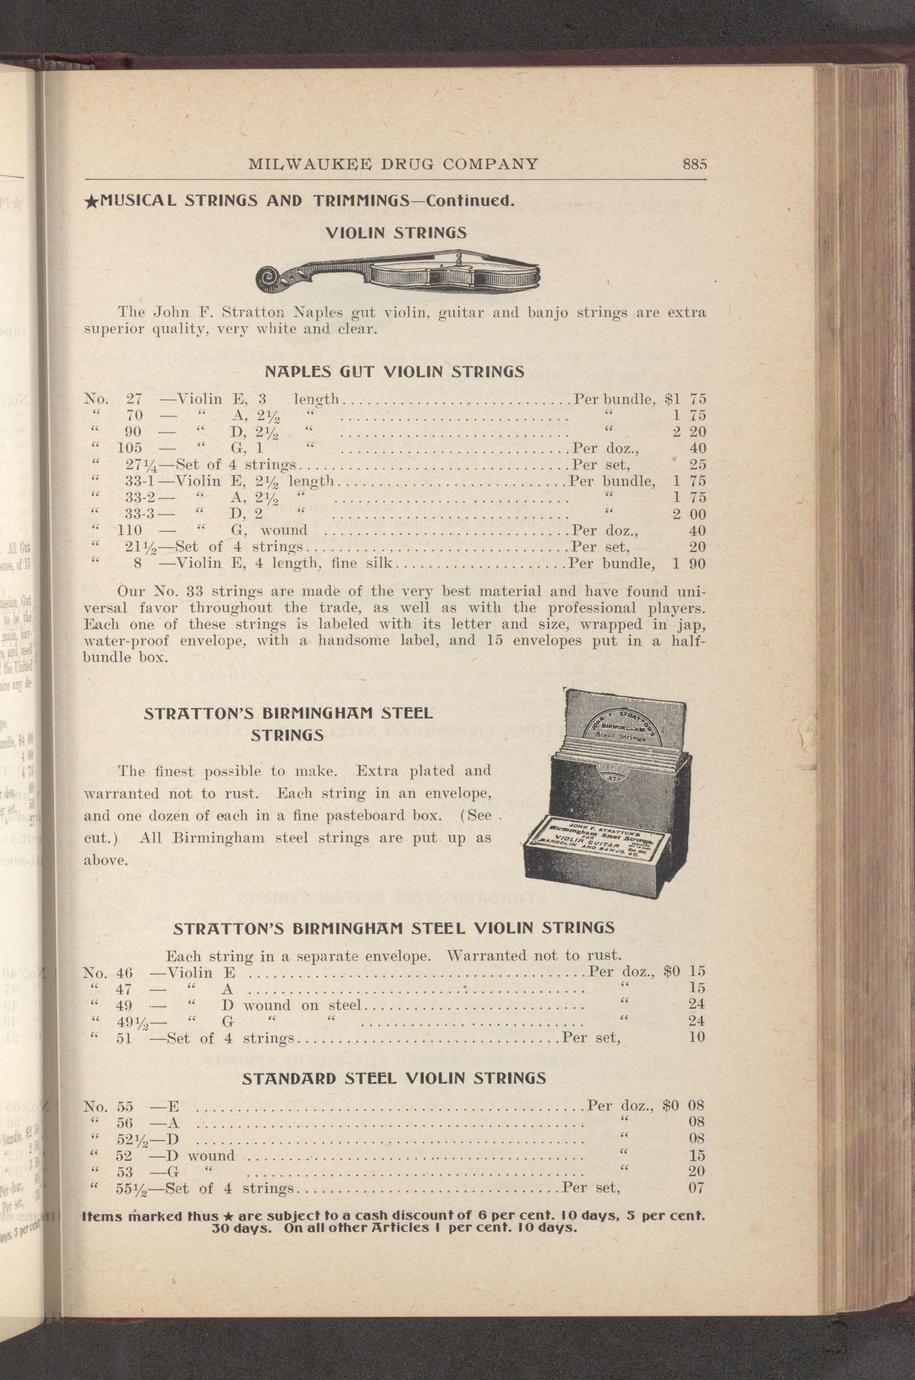 MILWAUKEE DRUG COMPANY 885
★MUSICAL STRINGS AND TRIMMINGS—Continued.
VIOLIN STRINGS
The John F. Stratton Naples gut violin, guitar and banjo strings are extra
superior quality, very white and clear.
NAPLES GUT VIOLIN STRINGS
No. 27 —Violin E, 3 length...........................Per bundle, $1 75
“ 70 — “ A, 2½ “ ........................... “ 1 75
“ 90 — “ D, 2½ “ ........................... “ 2 20
“ 105 — “ G, 1 “ ...........................Per doz., 40
“ 27¼—Set of 4 strings................................Per set, 25
“ 33-1—Violin E, 2½ length...........................Per bundle, 1 75
“ 33-2— “ A, 2½ “ ........................... “ 1 75
“ 33-3— “ D, 2 “ ........................... “ 2 00
“ 110 — “ G, wound ...........................Per doz., 40
“ 21½—Set of 4 strings................................Per set, 20
“ 8 —Violin E, 4 length, fine silk.....................Per bundle, 1 90
Our No. 33 strings are made of the very best material and have found uni-
versal favor throughout the trade, as well as with the professional players.
Each one of these strings is labeled with its letter and size, wrapped in jap,
water-proof envelope, with a handsome label, and 15 envelopes put in a half-
bundle box.
STRATTON'S BIRMINGHAM STEEL
STRINGS
The finest possible to make. Extra plated and
warranted not to rust. Each string in an envelope,
and one dozen of each in a fine pasteboard box. (See
cut.) All Birmingham steel strings are put up as
above.
JOHN F. STRATTON'S
BIRMINGHAM
Steel Strings
JOHN F. STRATTON'S
Birmingham Steel Strings
FOR
VIOLIN GUITAR
MANDOLIN AND BANJO, &C.
STRATTON'S BIRMINGHAM STEEL VIOLIN STRINGS
Each string in a separate envelope. Warranted not to rust.
No. 46 —Violin E ........................................Per doz., $0 15
“ 47 — “ A ........................................ “ 15
“ 49 — “ D wound on steel.......................... “ 24
“ 49½— “ G “ “ .......................... “ 24
“ 51 —Set of 4 strings................................Per set, 10
STANDARD STEEL VIOLIN STRINGS
No. 55 —E ..............................................Per doz., $0 08
“ 56 —A .............................................. “ 08
“ 52½—D .............................................. “ 08
“ 52 —D wound ........................................ “ 15
“ 53 —G “ ........................................ “ 20
“ 55½—Set of 4 strings................................Per set, 07
Items marked thus ★ are subject to a cash discount of 6 per cent. 10 days, 5 per cent.
30 days. On all other Articles 1 per cent. 10 days.